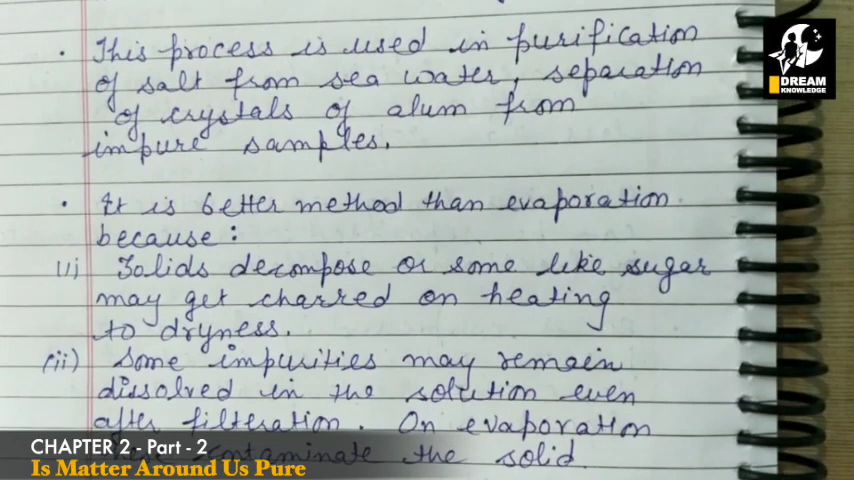 • This process is used in purification
of salt from sea water, separation
of crystals of alum from
impure samples.
• It is better method than evaporation
because:
(i) Solids decompose or some like sugar
may get charred on heating
to dryness.
(ii) Some impurities may remain
dissolved in the solution even
after filteration. On evaporation
contaminate the solid.
DREAM
KNOWLEDGE
CHAPTER 2 - Part - 2
Is Matter Around Us Pure